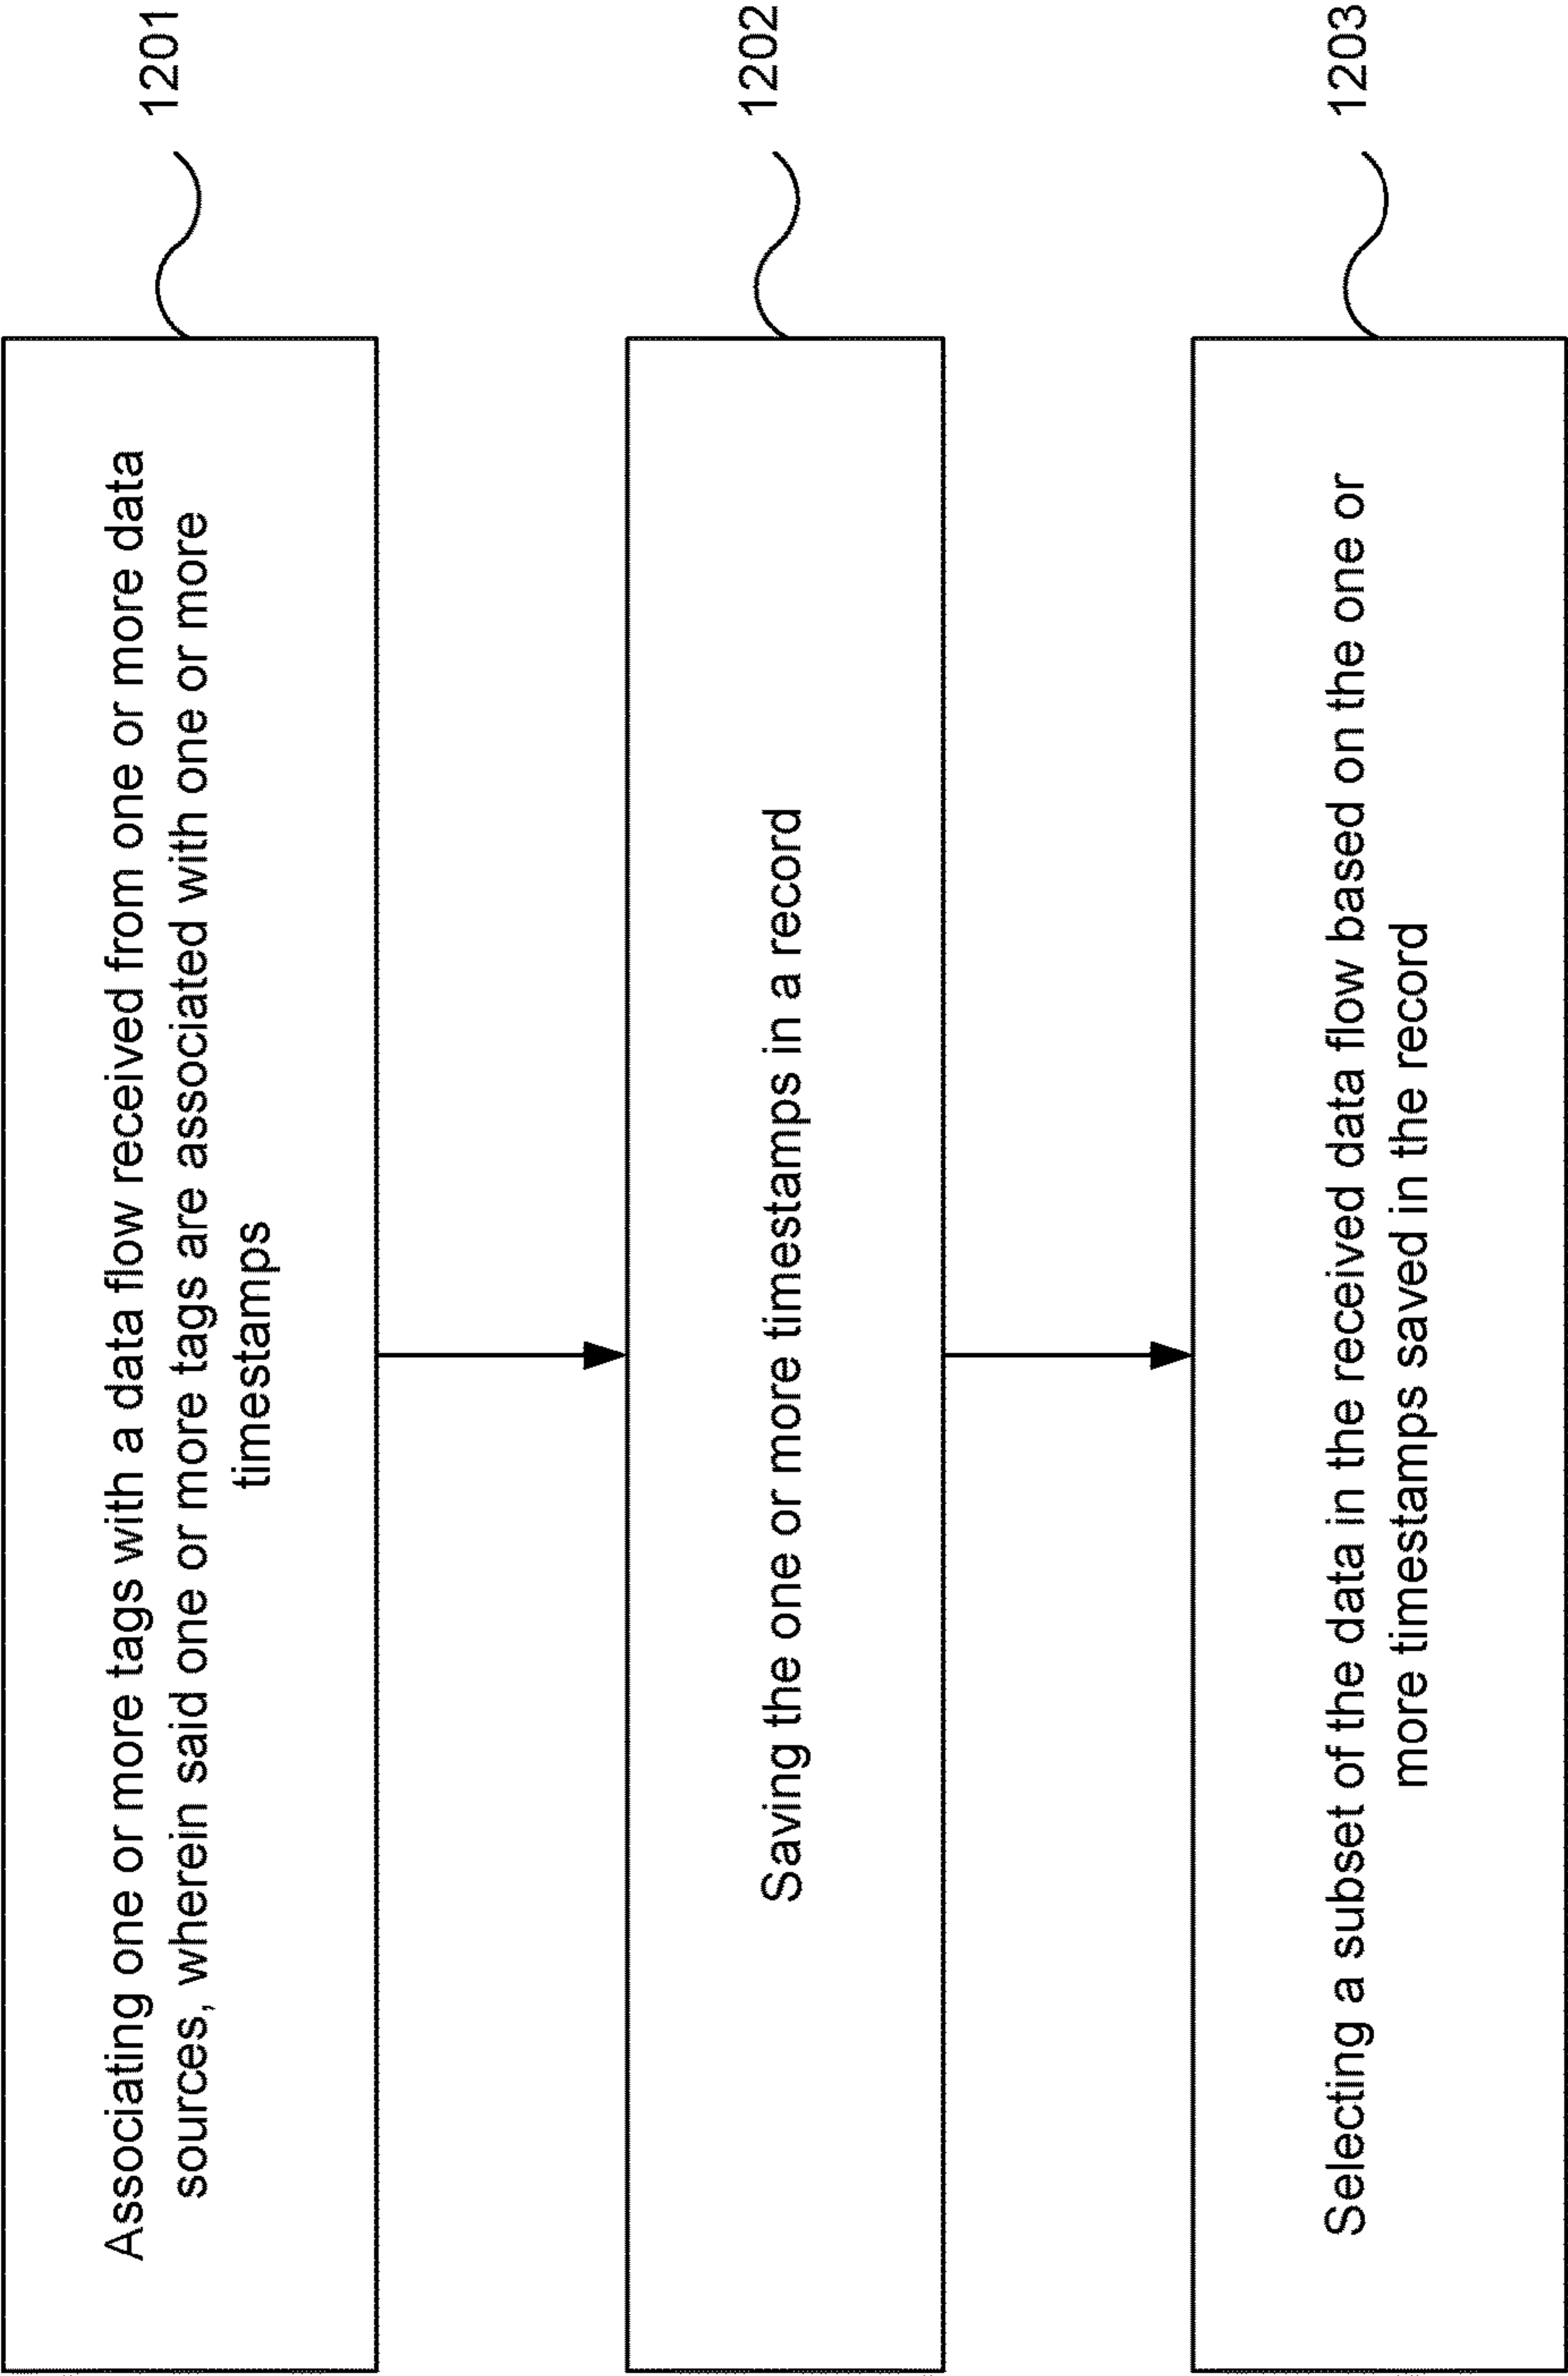 Associating one or more tags with a data flow received from one or more data
sources, wherein said one or more tags are associated with one or more
timestamps
1201
Saving the one or more timestamps in a record
1202
Selecting a subset of the data in the received data flow based on the one or
more timestamps saved in the record
1203